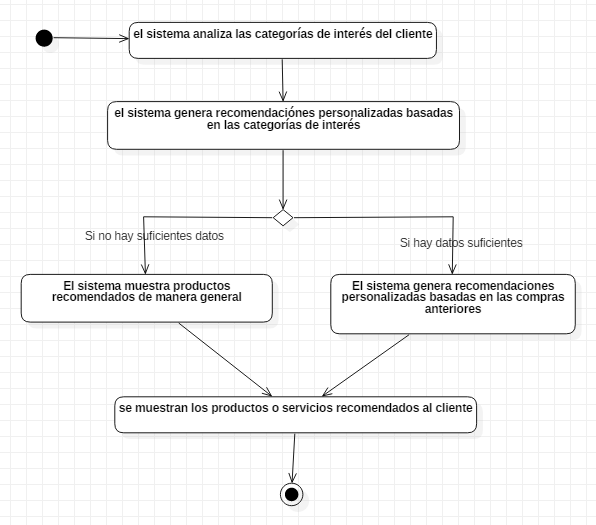 el sistema analiza las categorías de interés del cliente
el sistema genera recomendaciónes personalizadas basadas
en las categorías de interés
Si no hay suficientes datos
Si hay datos suficientes
El sistema muestra productos
recomendados de manera general
El sistema genera recomendaciones
personalizadas basadas en las compras
anteriores
se muestran los productos o servicios recomendados al cliente